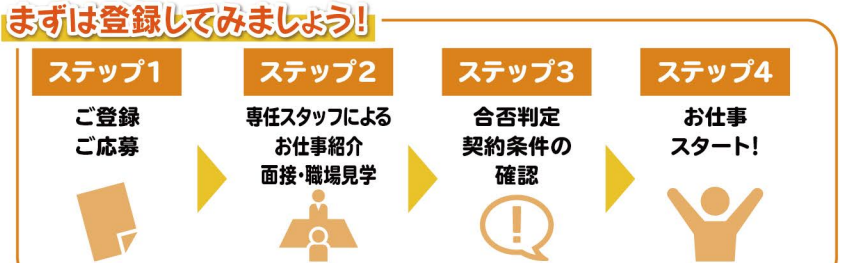 まずは登録してみましょう!
ステップ1
ご登録
ご応募
ステップ2
専任スタッフによる
お仕事紹介
面接・職場見学
ステップ3
合否判定
契約条件の
確認
ステップ4
お仕事
スタート!